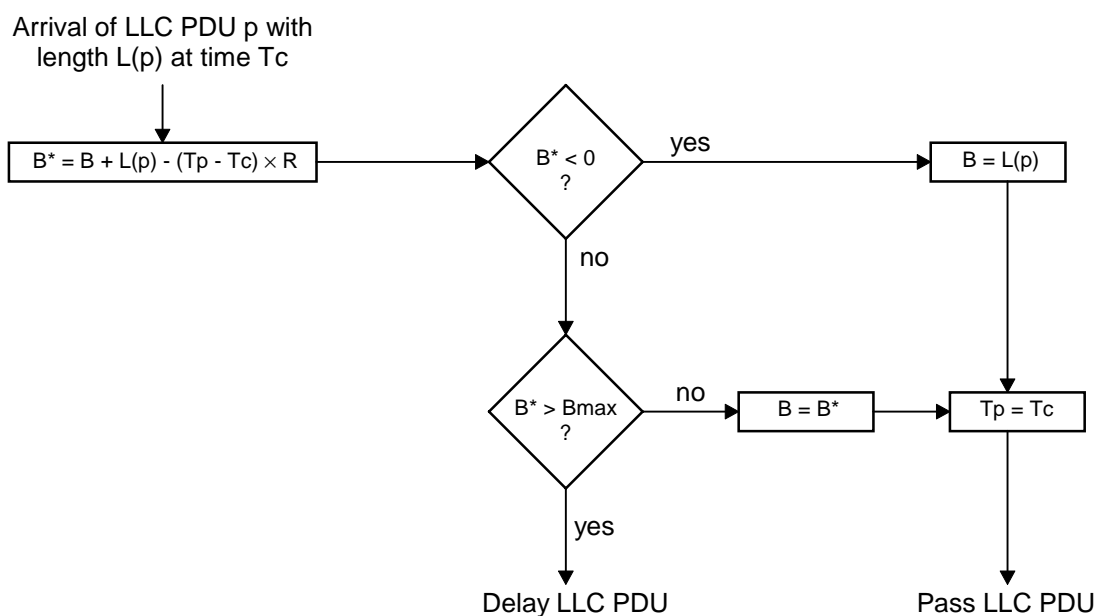 Arrival of LLC PDU p with
length L(p) at time Tc
B* = B + L(p) - (Tp - Tc) × R
B* < 0
?
yes
B = L(p)
no
B* > Bmax
?
no
B = B*
Tp = Tc
yes
Delay LLC PDU
Pass LLC PDU